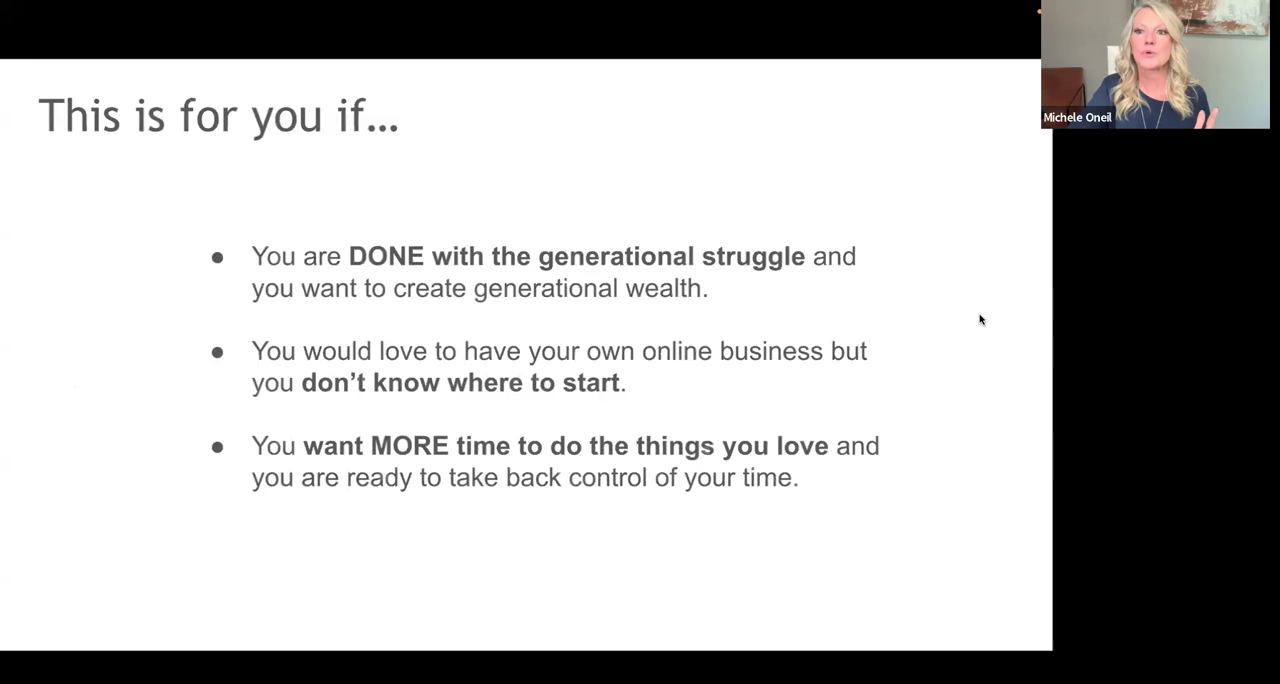 This is for you if...
Michele Oneil
● You are DONE with the generational struggle and
you want to create generational wealth.
● You would love to have your own online business but
you don’t know where to start.
● You want MORE time to do the things you love and
you are ready to take back control of your time.